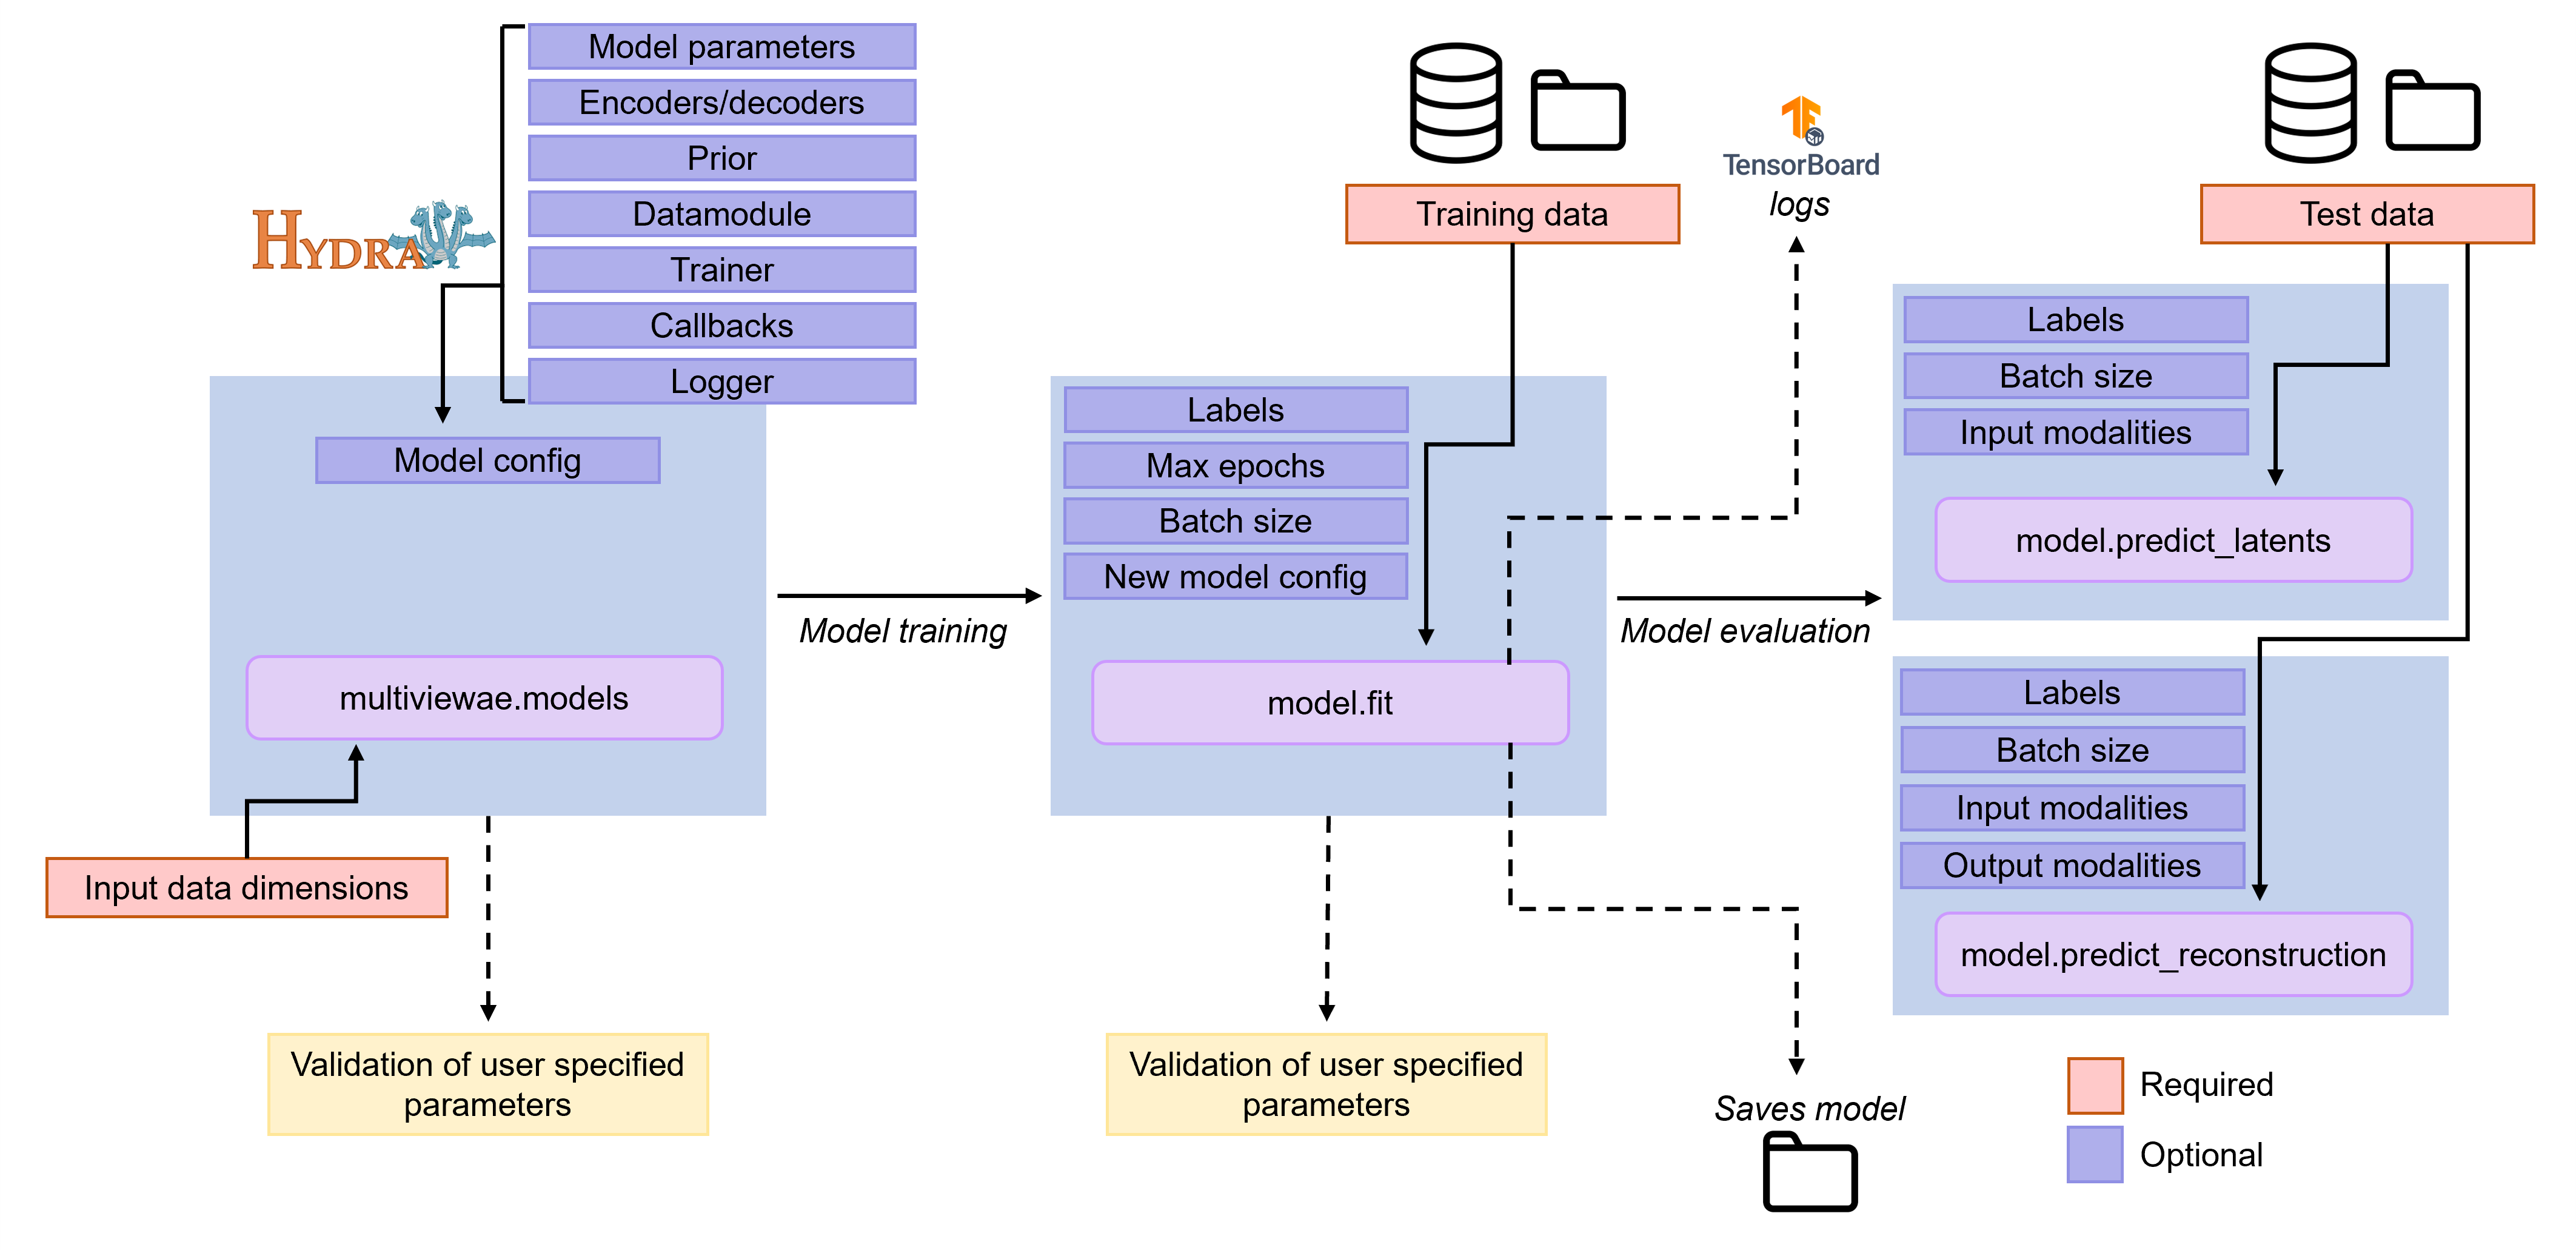 Model parameters
Encoders/decoders
Prior
Datamodule
Trainer
Callbacks
Logger
HYDRA
Model config
multiviewae.models
Input data dimensions
Validation of user specified
parameters
Model training
Training data
Labels
Max epochs
Batch size
New model config
model.fit
Validation of user specified
parameters
TensorBoard
logs
Model evaluation
Saves model
Test data
Labels
Batch size
Input modalities
model.predict_latents
Labels
Batch size
Input modalities
Output modalities
model.predict_reconstruction
Required
Optional